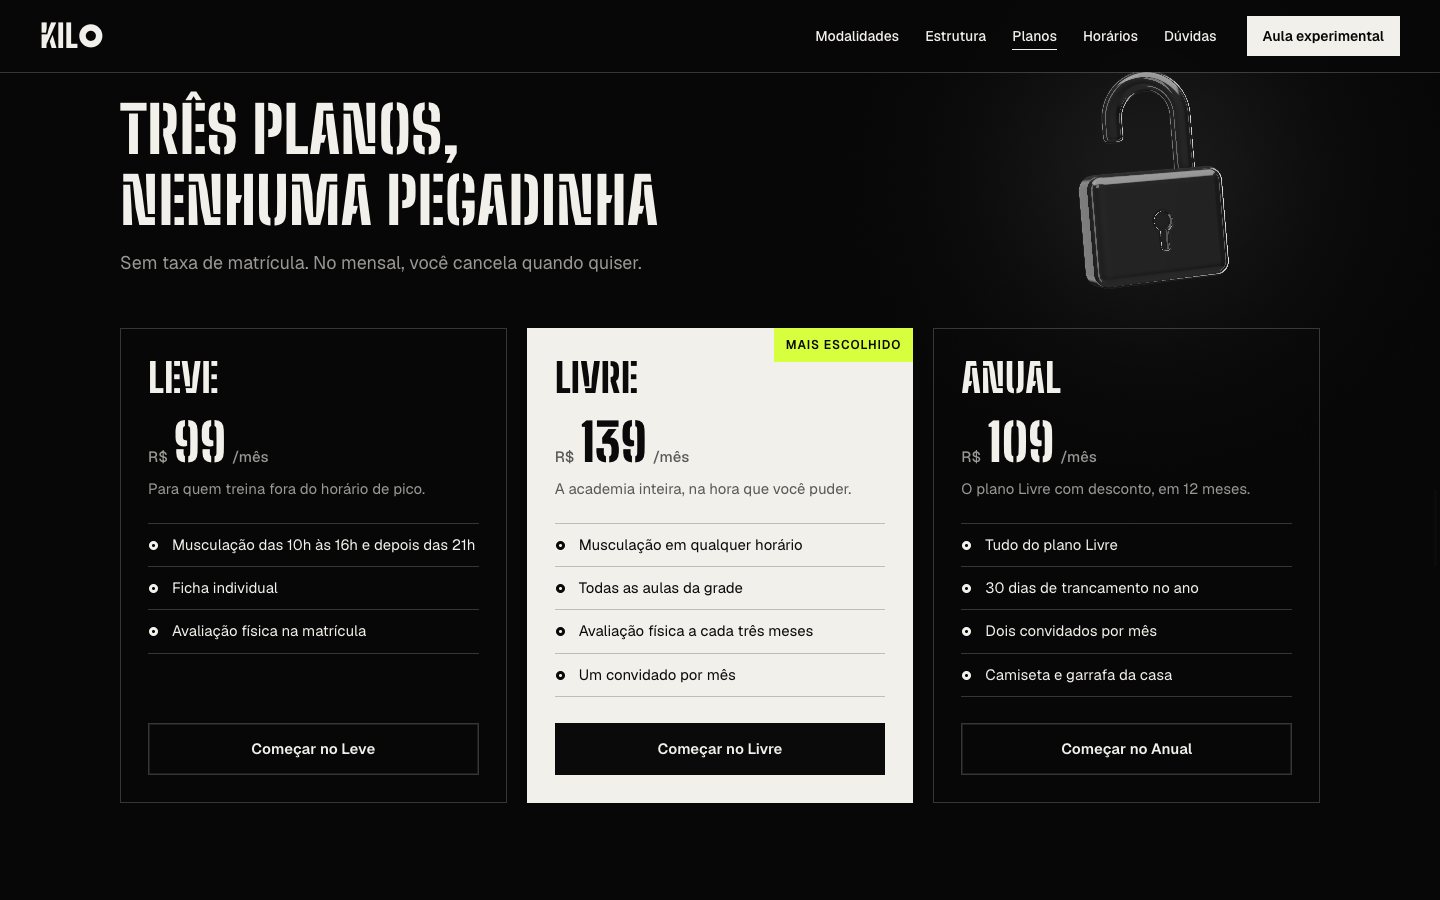 KILO
Modalidades
Estrutura
Planos
Horários
Dúvidas
Aula experimental
TRÊS PLANOS,
NENHUMA PEGADINHA
Sem taxa de matrícula. No mensal, você cancela quando quiser.
LEVE
R$ 99 /mês
Para quem treina fora do horário de pico.
Musculação das 10h às 16h e depois das 21h
Ficha individual
Avaliação física na matrícula
Começar no Leve
MAIS ESCOLHIDO
LIVRE
R$ 139 /mês
A academia inteira, na hora que você puder.
Musculação em qualquer horário
Todas as aulas da grade
Avaliação física a cada três meses
Um convidado por mês
Começar no Livre
ANUAL
R$ 109 /mês
O plano Livre com desconto, em 12 meses.
Tudo do plano Livre
30 dias de trancamento no ano
Dois convidados por mês
Camiseta e garrafa da casa
Começar no Anual